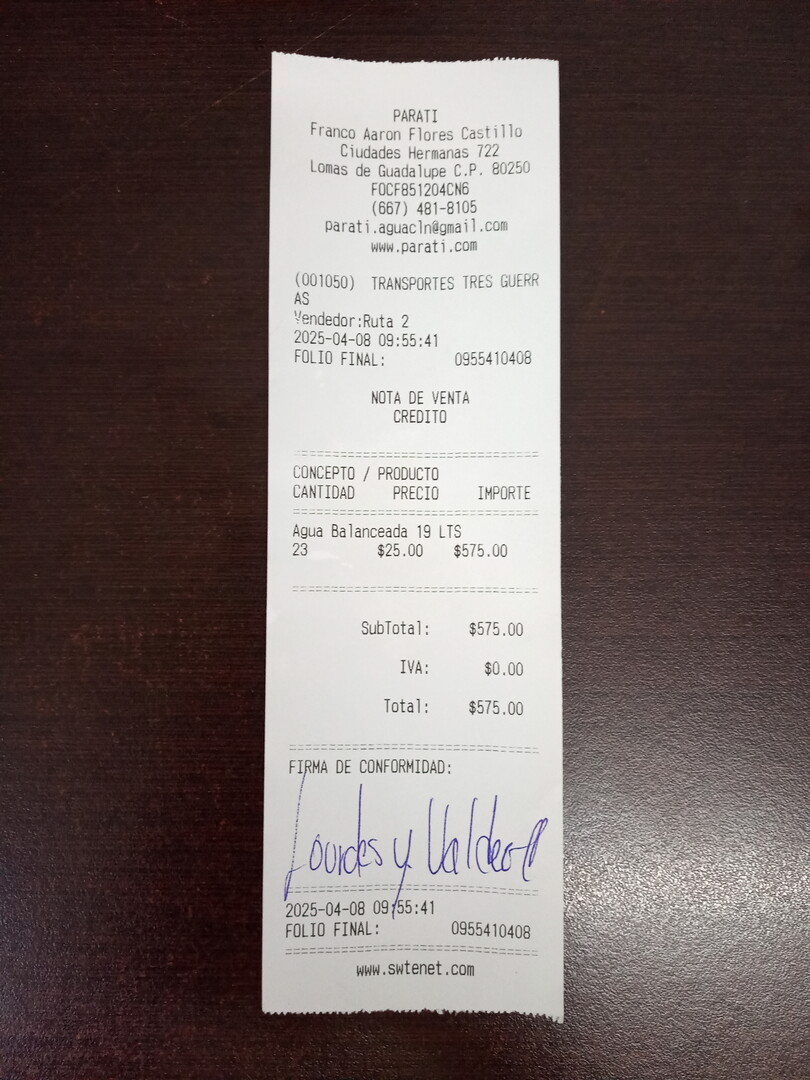 PARATI
Franco Aaron Flores Castillo
Ciudades Hermanas 722
Lomas de Guadalupe C.P. 80250
FOCF851204CN6
(667) 481-8105
parati.aguacln@gmail.com
www.parati.com
(001050) TRANSPORTES TRES GUERR
AS
Vendedor:Ruta 2
2025-04-08 09:55:41
FOLIO FINAL: 0955410408
NOTA DE VENTA
CREDITO
CONCEPTO / PRODUCTO
CANTIDAD PRECIO IMPORTE
Agua Balanceada 19 LTS
23 $25.00 $575.00
SubTotal: $575.00
IVA: $0.00
Total: $575.00
FIRMA DE CONFORMIDAD:
Lourdes y
2025-04-08 09:55:41
FOLIO FINAL: 0955410408
www.swtenet.com